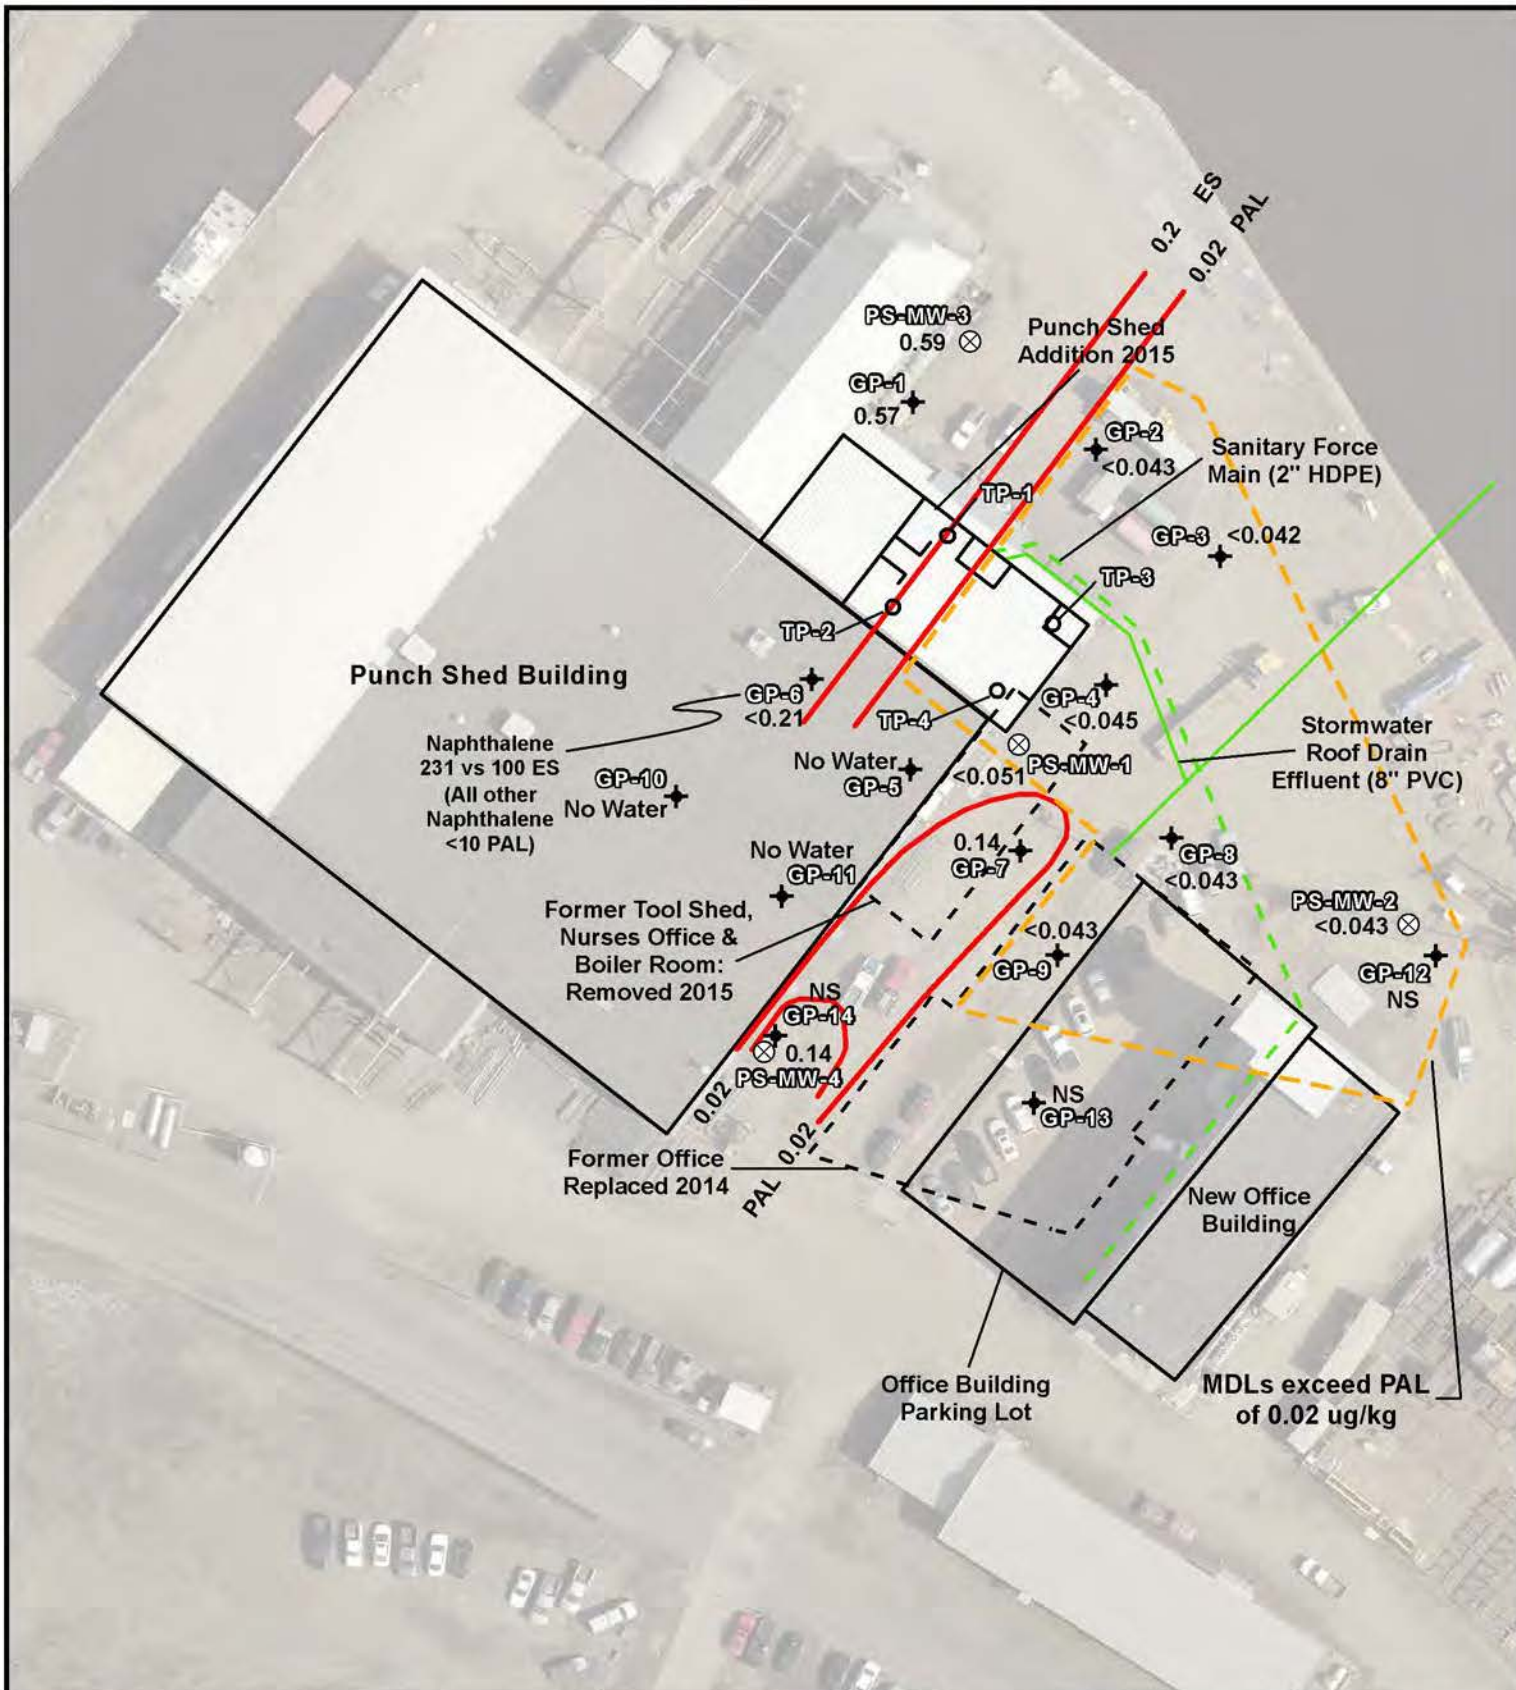 0.2 ES
0.02 PAL
PS-MW-3
0.59
Punch Shed
Addition 2015
GP-1
0.57
GP-2
<0.043
Sanitary Force
Main (2" HDPE)
TP-1
GP-3 <0.042
TP-3
TP-2
Punch Shed Building
GP-6
<0.21
TP-4
GP-4
<0.045
Naphthalene
231 vs 100 ES
(All other
Naphthalene
<10 PAL)
GP-10
No Water
No Water
GP-5
<0.051
PS-MW-1
Stormwater
Roof Drain
Effluent (8" PVC)
No Water
GP-11
0.14
GP-7
GP-8
<0.043
Former Tool Shed,
Nurses Office &
Boiler Room:
Removed 2015
<0.043
GP-9
PS-MW-2
<0.043
GP-12
NS
NS
GP-14
0.14
PS-MW-4
0.02
NS
GP-13
PAL 0.02
Former Office
Replaced 2014
New Office
Building
Office Building
Parking Lot
MDLs exceed PAL
of 0.02 ug/kg